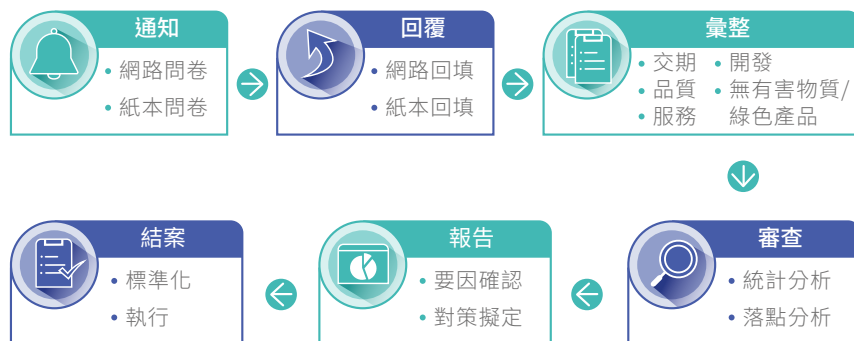 通知
• 網路問卷
• 紙本問卷
回覆
• 網路回填
• 紙本回填
彙整
• 交期
• 品質
• 服務
• 開發
• 無有害物質/
綠色產品
審查
• 統計分析
• 落點分析
報告
• 要因確認
• 對策擬定
結案
• 標準化
• 執行